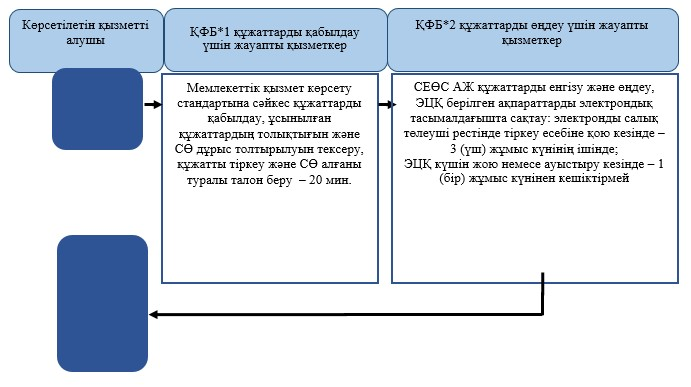 Көрсетілетін қызметті
алушы
ҚФБ*1 құжаттарды қабылдау
үшін жауапты қызметкер
ҚФБ*2 құжаттарды өңдеу үшін жауапты
қызметкер
Мемлекеттік қызмет көрсету
стандартына сәйкес құжаттарды
қабылдау, ұсынылған
құжаттардың толықтығын және
СӨ дұрыс толтырылуын тексеру,
құжатты тіркеу және СӨ алғаны
туралы талон беру – 20 мин.
СЕӨС АЖ құжаттарды енгізу және өңдеу,
ЭЦҚ берілген ақпараттарды электрондық
тасымалдағышта сақтау: электронды салық
төлеуші рестінде тіркеу есебіне қою кезінде –
3 (үш) жұмыс күнінің ішінде;
ЭЦҚ күшін жою немесе ауыстыру кезінде – 1
(бір) жұмыс күнінен кешіктірмей